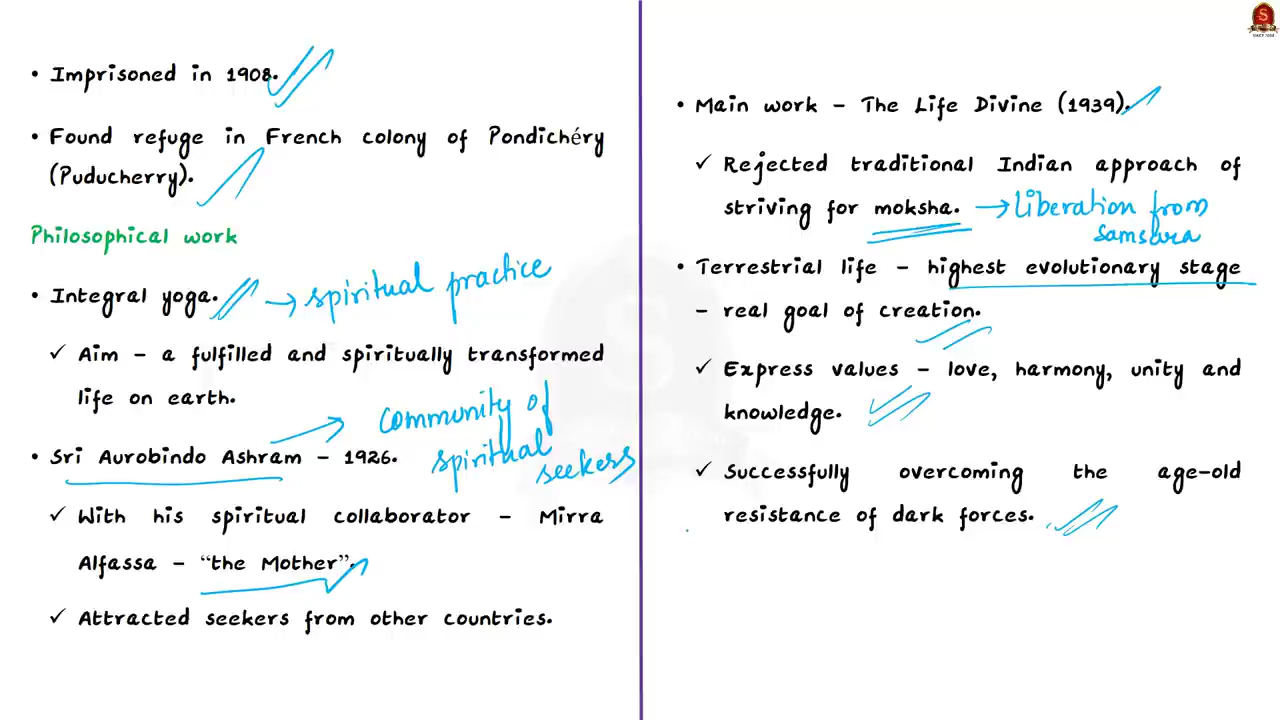 • Imprisoned in 1908.
• Found refuge in French colony of Pondichéry
(Puducherry).
Philosophical work
• Integral yoga. → spiritual practice
✓ Aim – a fulfilled and spiritually transformed
life on earth.
→ community of
spiritual
seekers
• Sri Aurobindo Ashram – 1926.
✓ With his spiritual collaborator – Mirra
Alfassa – “the Mother”.
✓ Attracted seekers from other countries.
• Main work – The Life Divine (1939).
✓ Rejected traditional Indian approach of
striving for moksha. → Liberation from
samsara
• Terrestrial life – highest evolutionary stage
– real goal of creation.
✓ Express values – love, harmony, unity and
knowledge.
✓ Successfully overcoming the age-old
resistance of dark forces.
S